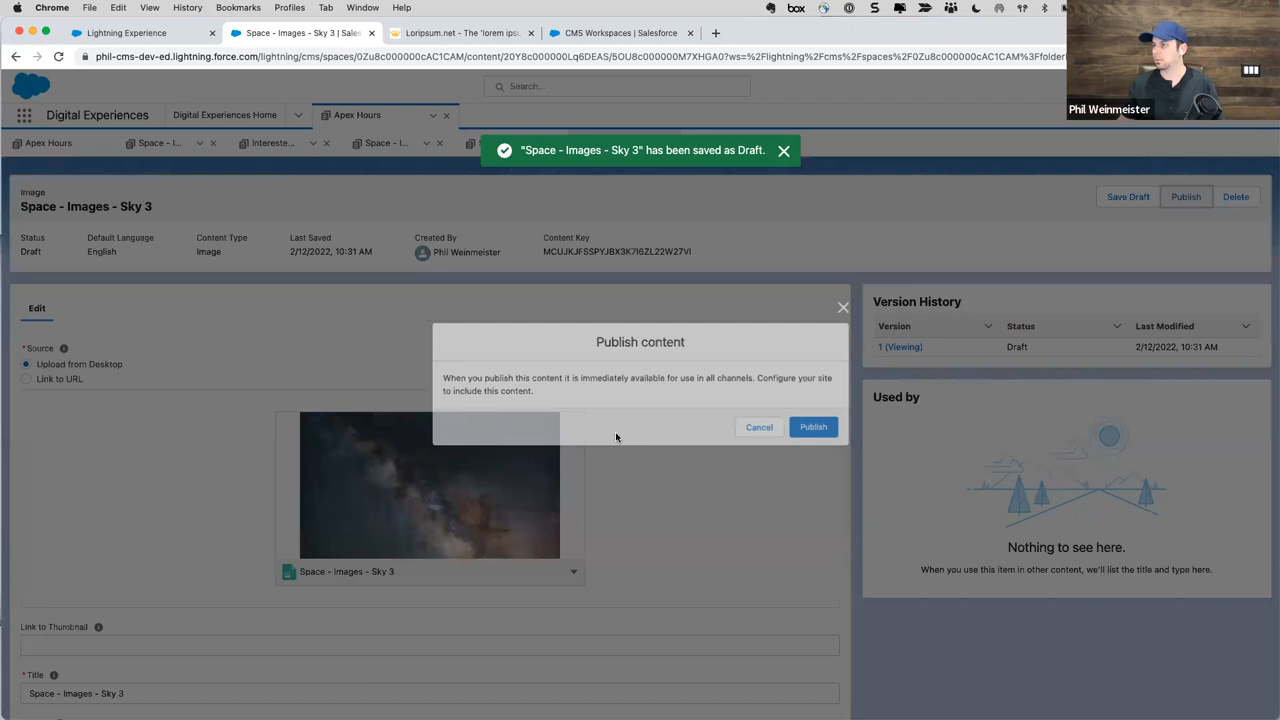 Chrome File Edit View History Bookmarks Profiles Tab Window Help
box
Lightning Experience
Space - Images - Sky 3 | Sales
Loripsum.net - The 'lorem ipsu
CMS Workspaces | Salesforce
phil-cms-dev-ed.lightning.force.com/lightning/cms/spaces/0Zu8c000000cAC1CAM/content/20Y8c000000Lq6DEAS/5OU8c000000M7XHGA0?ws=%2Flightning%2Fcms%2Fspaces%2F0Zu8c000000cAC1CAM%3Ffolder
Phil Weinmeister
Search...
Digital Experiences
Digital Experiences Home
Apex Hours
Apex Hours
Space - I...
Intereste...
Space - I...
"Space - Images - Sky 3" has been saved as Draft.
Image
Space - Images - Sky 3
Save Draft
Publish
Delete
Status Default Language Content Type Last Saved Created By Content Key
Draft English Image 2/12/2022, 10:31 AM Phil Weinmeister MCUJKJFSSPYJBX3K7I6ZL22W27VI
Edit
* Source
Upload from Desktop
Link to URL
Publish content
When you publish this content it is immediately available for use in all channels. Configure your site
to include this content.
Cancel
Publish
Space - Images - Sky 3
Link to Thumbnail
* Title
Space - Images - Sky 3
Version History
Version Status Last Modified
1 (Viewing) Draft 2/12/2022, 10:31 AM
Used by
Nothing to see here.
When you use this item in other content, we'll list the title and type here.